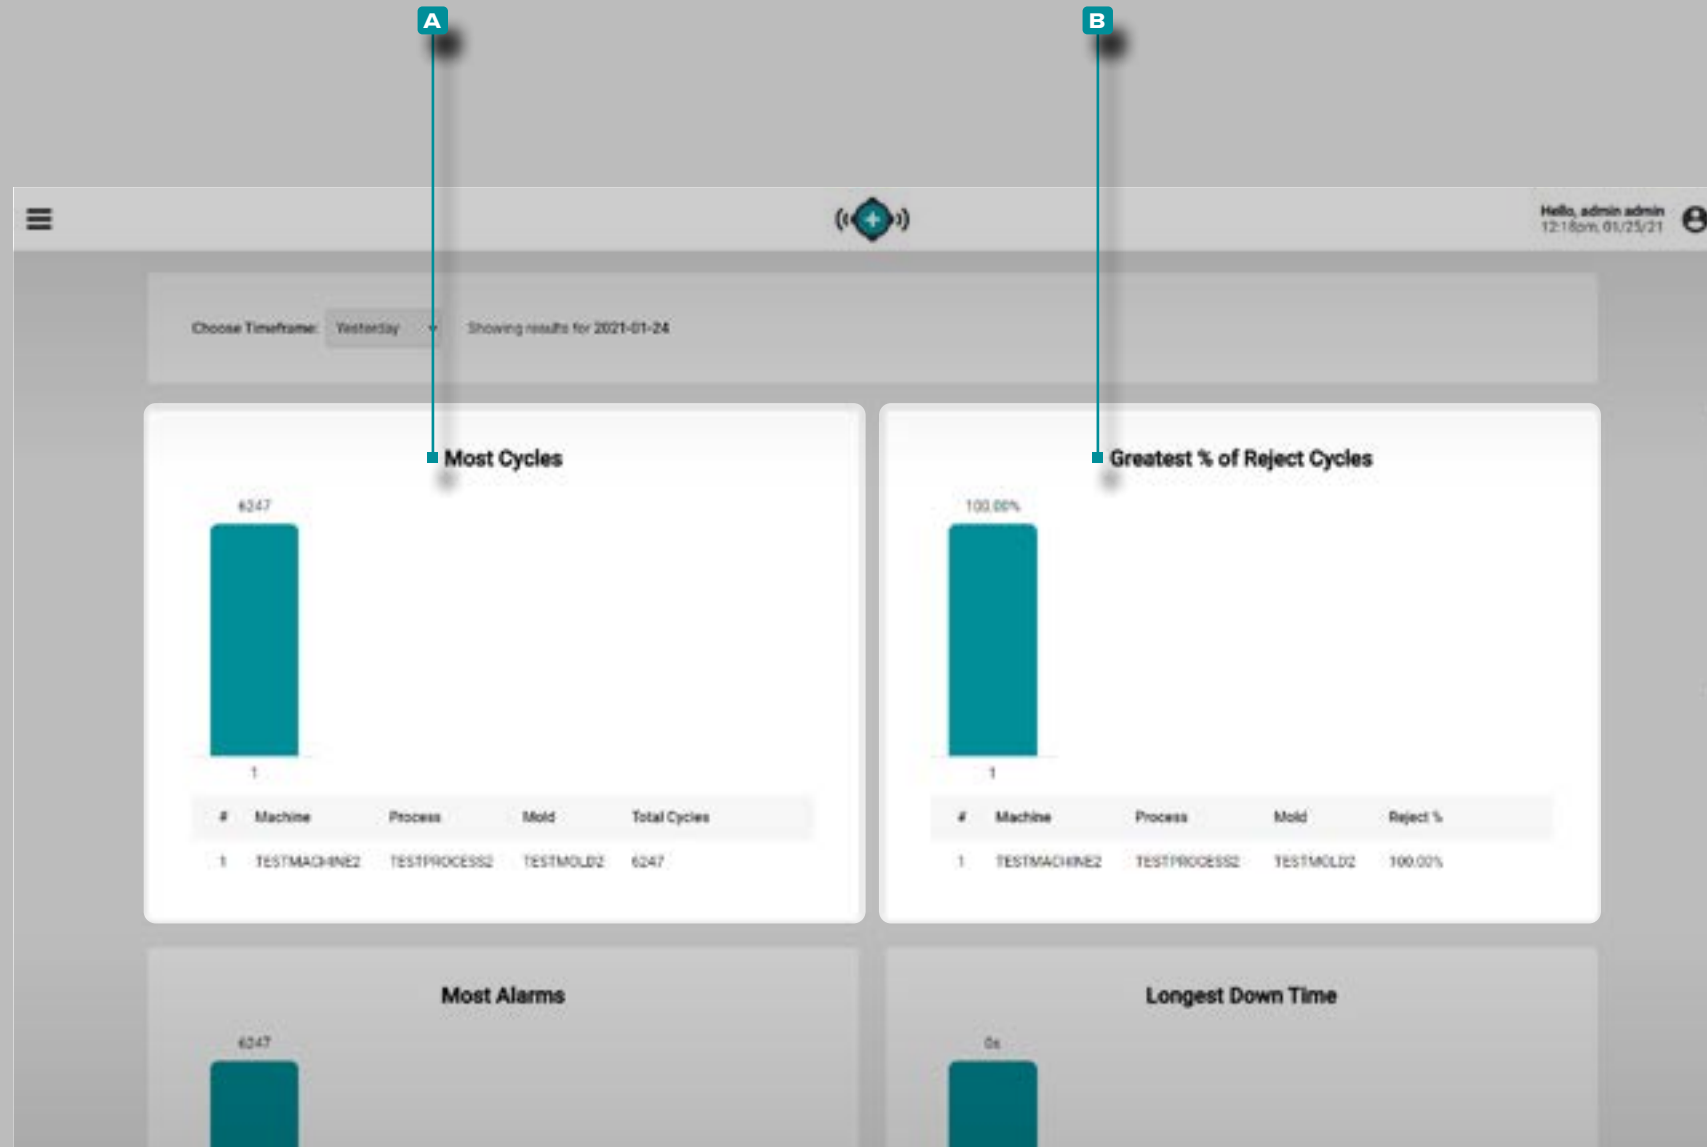 A
B
Hello, admin admin
12:18pm, 01/25/21
Choose Timeframe: Yesterday Showing results for 2021-01-24
Most Cycles
6247
1
# Machine Process Mold Total Cycles
1 TESTMACHINE2 TESTPROCESS2 TESTMOLD2 6247
Greatest % of Reject Cycles
100.00%
1
# Machine Process Mold Reject %
1 TESTMACHINE2 TESTPROCESS2 TESTMOLD2 100.00%
Most Alarms
6247
Longest Down Time
0s